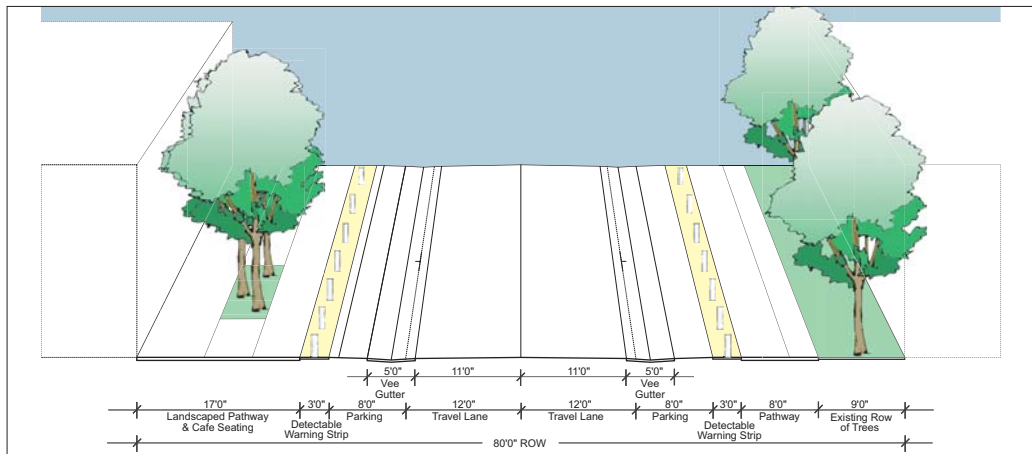 5'0" 11'0" 11'0" 5'0"
Vee Gutter Vee Gutter
17'0" 3'0" 8'0" 12'0" 12'0" 8'0" 3'0" 8'0" 9'0"
Landscaped Pathway & Cafe Seating Detectable Warning Strip Parking Travel Lane Travel Lane Parking Detectable Warning Strip Pathway Existing Row of Trees
80'0" ROW